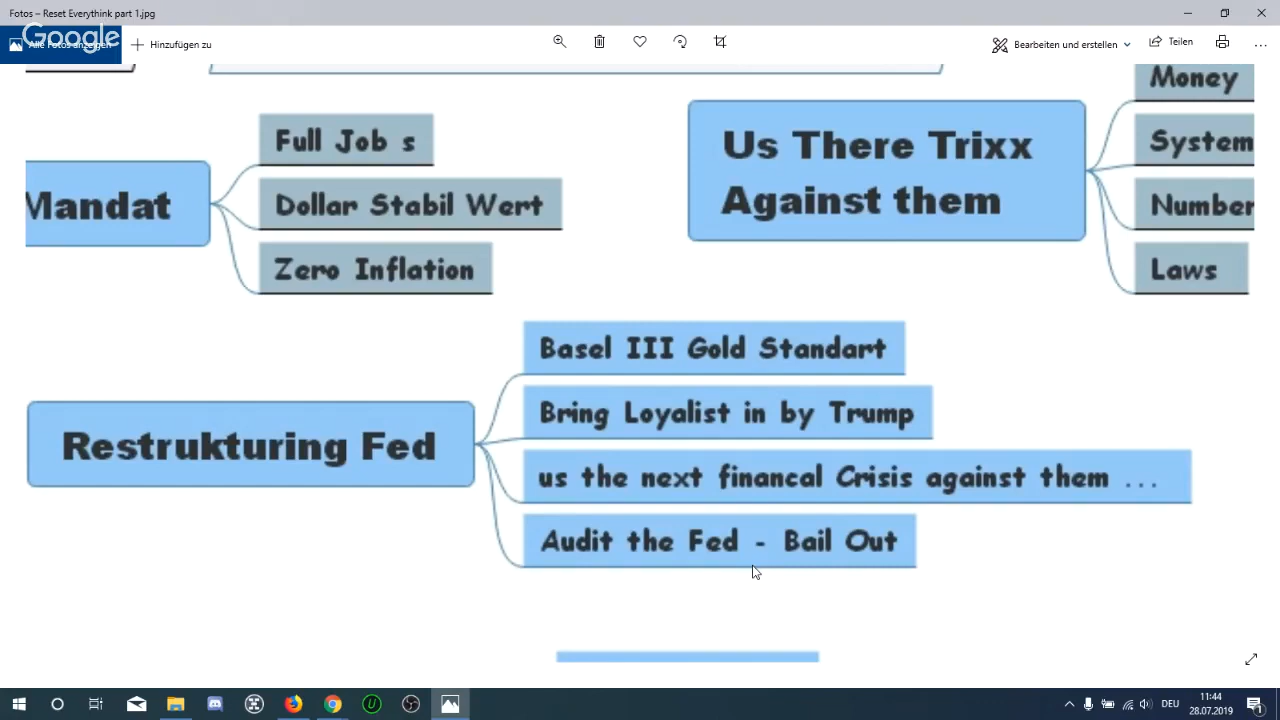 Fotos – Reset Everythink part 1.jpg
Google
Alle Fotos anzeigen
Hinzufügen zu
Bearbeiten und erstellen
Teilen
Money
Full Job s
Us There Trixx
Against them
System
Mandat
Dollar Stabil Wert
Number
Zero Inflation
Laws
Basel III Gold Standart
Bring Loyalist in by Trump
Restrukturing Fed
us the next financal Crisis against them ...
Audit the Fed - Bail Out
DEU
11:44
28.07.2019
1